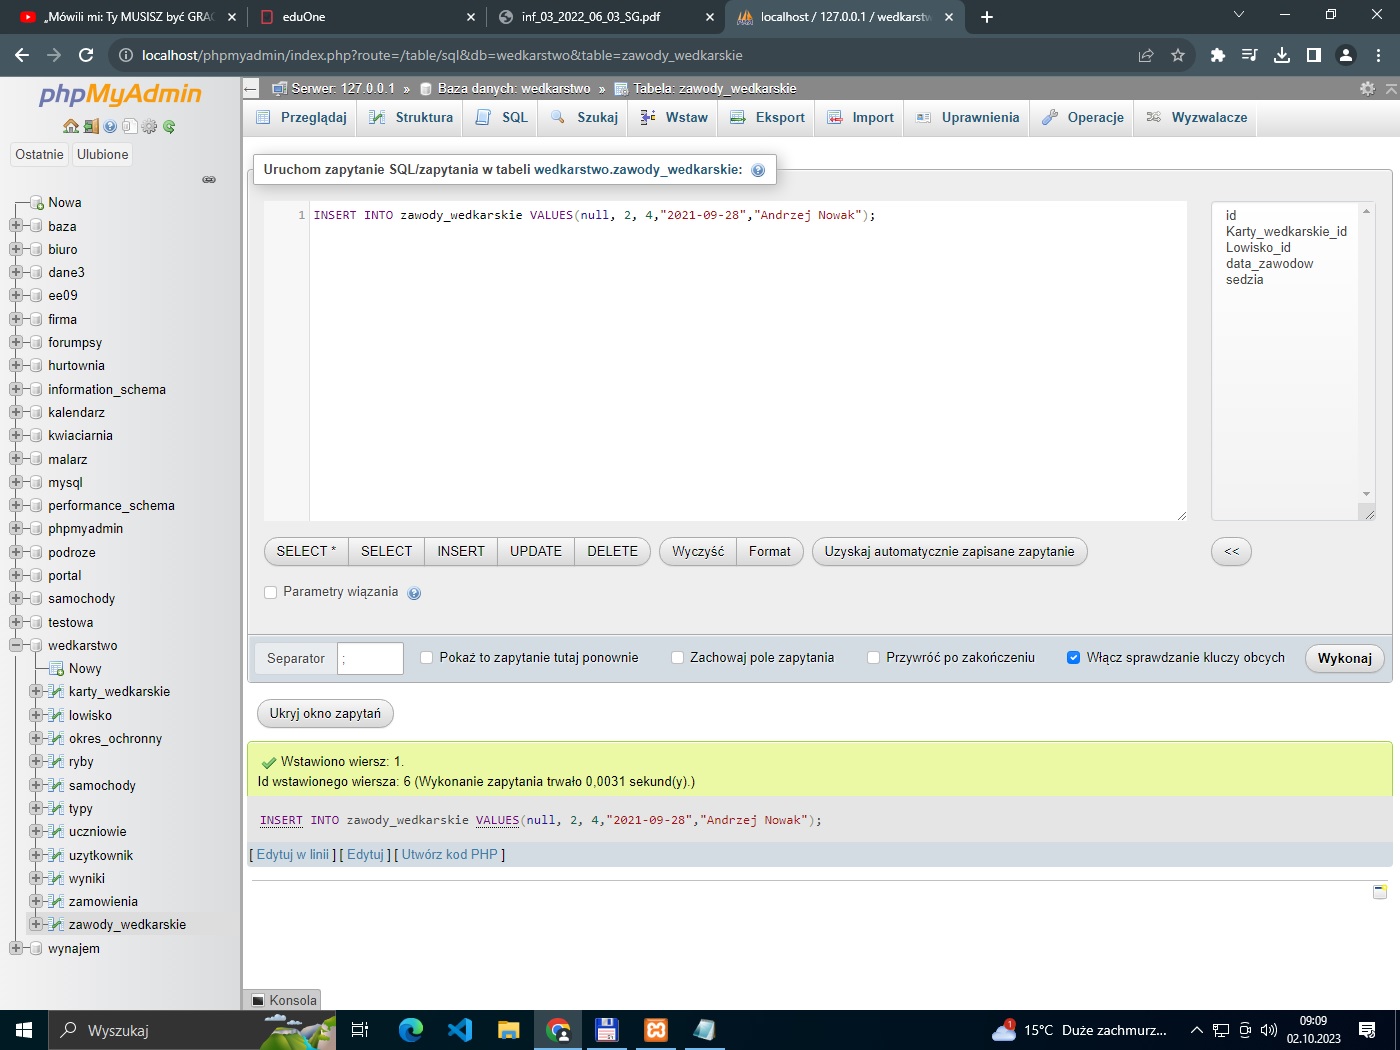 „Mówili mi: Ty MUSISZ być GRA
eduOne
inf_03_2022_06_03_SG.pdf
localhost / 127.0.0.1 / wedkarstw
localhost/phpmyadmin/index.php?route=/table/sql&db=wedkarstwo&table=zawody_wedkarskie
phpMyAdmin
Ostatnie
Ulubione
Nowa
baza
biuro
dane3
ee09
firma
forumpsy
hurtownia
information_schema
kalendarz
kwiaciarnia
malarz
mysql
performance_schema
phpmyadmin
podroze
portal
samochody
testowa
wedkarstwo
Nowy
karty_wedkarskie
lowisko
okres_ochronny
ryby
samochody
typy
uczniowie
uzytkownik
wyniki
zamowienia
zawody_wedkarskie
wynajem
Serwer: 127.0.0.1 » Baza danych: wedkarstwo » Tabela: zawody_wedkarskie
Przeglądaj
Struktura
SQL
Szukaj
Wstaw
Eksport
Import
Uprawnienia
Operacje
Wyzwalacze
Uruchom zapytanie SQL/zapytania w tabeli wedkarstwo.zawody_wedkarskie:
1 INSERT INTO zawody_wedkarskie VALUES(null, 2, 4,"2021-09-28","Andrzej Nowak");
id
Karty_wedkarskie_id
Lowisko_id
data_zawodow
sedzia
SELECT *
SELECT
INSERT
UPDATE
DELETE
Wyczyść
Format
Uzyskaj automatycznie zapisane zapytanie
<<
Parametry wiązania
Separator ;
Pokaż to zapytanie tutaj ponownie
Zachowaj pole zapytania
Przywróć po zakończeniu
Włącz sprawdzanie kluczy obcych
Wykonaj
Ukryj okno zapytań
Wstawiono wiersz: 1.
Id wstawionego wiersza: 6 (Wykonanie zapytania trwało 0,0031 sekund(y).)
INSERT INTO zawody_wedkarskie VALUES(null, 2, 4,"2021-09-28","Andrzej Nowak");
[ Edytuj w linii ] [ Edytuj ] [ Utwórz kod PHP ]
Konsola
Wyszukaj
1
15°C Duże zachmurz...
09:09
02.10.2023